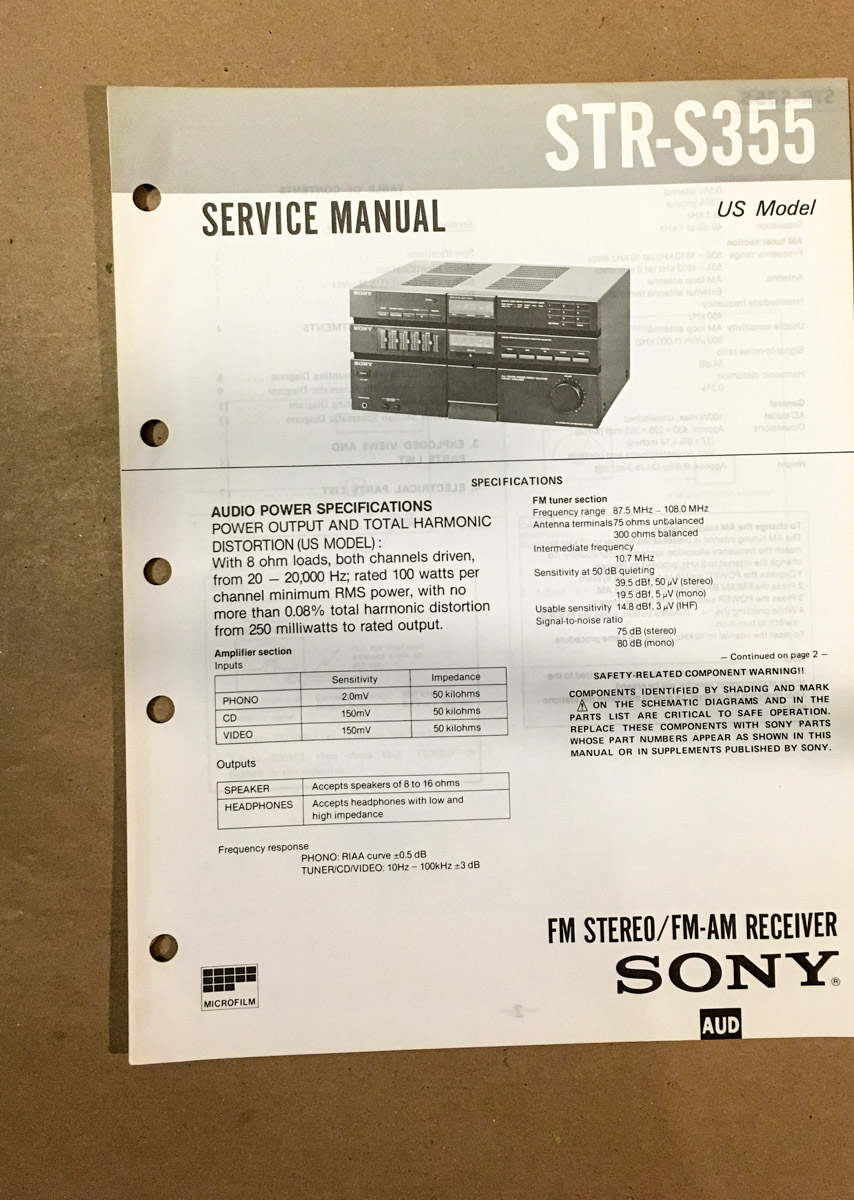 STR-S355
SERVICE MANUAL
US Model
SONY
SONY
SONY
SPECIFICATIONS
AUDIO POWER SPECIFICATIONS
POWER OUTPUT AND TOTAL HARMONIC
DISTORTION (US MODEL) :
With 8 ohm loads, both channels driven,
from 20 – 20,000 Hz; rated 100 watts per
channel minimum RMS power, with no
more than 0.08% total harmonic distortion
from 250 milliwatts to rated output.
Amplifier section
Inputs
Sensitivity Impedance
PHONO 2.0mV 50 kilohms
CD 150mV 50 kilohms
VIDEO 150mV 50 kilohms
Outputs
SPEAKER Accepts speakers of 8 to 16 ohms
HEADPHONES Accepts headphones with low and
high impedance
Frequency response
PHONO: RIAA curve ±0.5 dB
TUNER/CD/VIDEO: 10Hz – 100kHz ±3 dB
FM tuner section
Frequency range 87.5 MHz – 108.0 MHz
Antenna terminals 75 ohms unbalanced
300 ohms balanced
Intermediate frequency
10.7 MHz
Sensitivity at 50 dB quieting
39.5 dBf, 50 μV (stereo)
19.5 dBf, 5 μV (mono)
Usable sensitivity 14.8 dBf, 3 μV (IHF)
Signal-to-noise ratio
75 dB (stereo)
80 dB (mono)
– Continued on page 2 –
SAFETY-RELATED COMPONENT WARNING!!
COMPONENTS IDENTIFIED BY SHADING AND MARK
⚠ ON THE SCHEMATIC DIAGRAMS AND IN THE
PARTS LIST ARE CRITICAL TO SAFE OPERATION.
REPLACE THESE COMPONENTS WITH SONY PARTS
WHOSE PART NUMBERS APPEAR AS SHOWN IN THIS
MANUAL OR IN SUPPLEMENTS PUBLISHED BY SONY.
MICROFILM
FM STEREO/FM-AM RECEIVER
SONY®
AUD